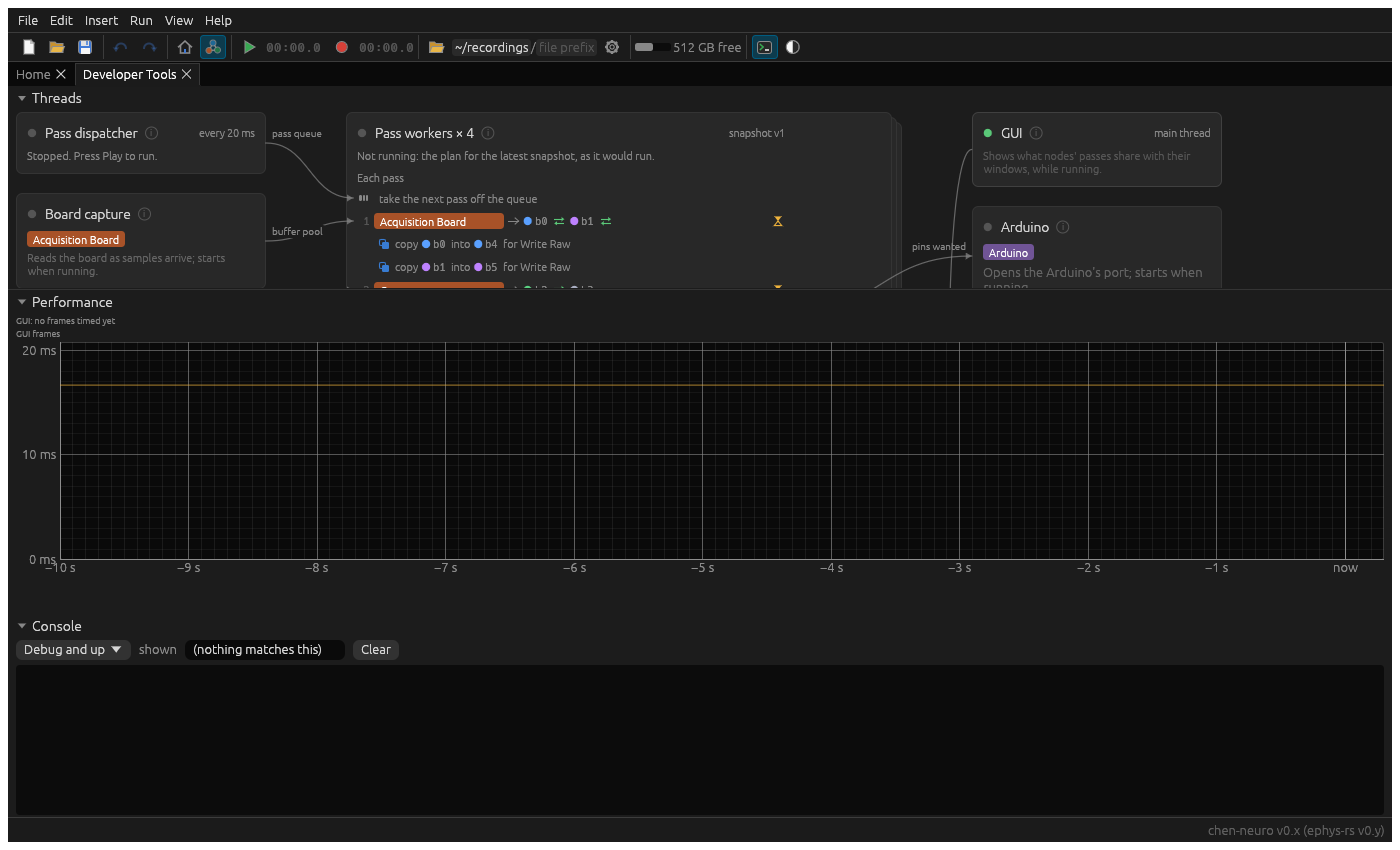 File Edit Insert Run View Help
00:00.0 00:00.0 ~/recordings/file prefix 512 GB free
Home Developer Tools
Threads
Pass dispatcher every 20 ms
Stopped. Press Play to run.
pass queue
Board capture
Acquisition Board
Reads the board as samples arrive; starts
when running.
buffer pool
Pass workers × 4 snapshot v1
Not running: the plan for the latest snapshot, as it would run.
Each pass
take the next pass off the queue
1 Acquisition Board → b0 ⇄ b1 ⇄
copy b0 into b4 for Write Raw
copy b1 into b5 for Write Raw
GUI main thread
Shows what nodes' passes share with their
windows, while running.
pins wanted
Arduino
Arduino
Opens the Arduino's port; starts when
running.
Performance
GUI: no frames timed yet
GUI frames
20 ms
10 ms
0 ms
−10 s −9 s −8 s −7 s −6 s −5 s −4 s −3 s −2 s −1 s now
Console
Debug and up shown (nothing matches this) Clear
chen-neuro v0.x (ephys-rs v0.y)